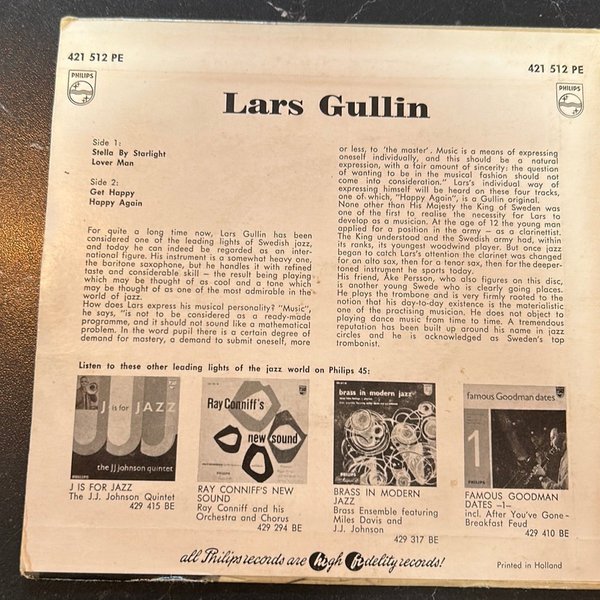 421 512 PE
421 512 PE
PHILIPS
PHILIPS
Lars Gullin
Side 1:
Stella By Starlight
Lover Man
Side 2:
Get Happy
Happy Again
For quite a long time now, Lars Gullin has been
considered one of the leading lights of Swedish jazz,
and today he can indeed be regarded as an inter-
national figure. His instrument is a somewhat heavy one,
the baritone saxophone, but he handles it with refined
taste and considerable skill – the result being playing
which may be thought of as cool and a tone which
may be thought of as one of the most admirable in the
world of jazz.
How does Lars express his musical personality? "Music",
he says, "is not to be considered as a ready-made
programme, and it should not sound like a mathematical
problem. In the word pupil there is a certain degree of
demand for mastery, a demand to submit oneself, more
or less, to 'the master'. Music is a means of expressing
oneself individually, and this should be a natural
expression, with a fair amount of sincerity: the question
of wanting to be in the musical fashion should not
come into consideration." Lars's individual way of
expressing himself will be heard on these four tracks,
one of which, "Happy Again", is a Gullin original.
None other than His Majesty the King of Sweden was
one of the first to realise the necessity for Lars to
develop as a musician. At the age of 12 the young man
applied for a position in the army – as a clarinettist.
The King understood and the Swedish army had, within
its ranks, its youngest woodwind player. But once jazz
began to catch Lars's attention the clarinet was changed
for an alto sax, then for a tenor sax, then for the deeper-
toned instrument he sports today.
His friend, Åke Persson, who also figures on this disc,
is another young Swede who is clearly going places.
He plays the trombone and is very firmly rooted to the
notion that his day-to-day existence is the materialistic
one of the practising musician. He does not object to
playing dance music from time to time. A tremendous
reputation has been built up around his name in jazz
circles and he is acknowledged as Sweden's top
trombonist.
Listen to these other leading lights of the jazz world on Philips 45:
J is for JAZZ
the JJ Johnson quintet
Ray Conniff's
new sound
brass in modern jazz
famous Goodman dates
1
PHILIPS
J IS FOR JAZZ
The J.J. Johnson Quintet
429 415 BE
RAY CONNIFF'S NEW
SOUND
Ray Conniff and his
Orchestra and Chorus
429 294 BE
BRASS IN MODERN
JAZZ
Brass Ensemble featuring
Miles Davis and
J.J. Johnson
429 317 BE
FAMOUS GOODMAN
DATES –1–
incl. After You've Gone–
Breakfast Feud
429 410 BE
all Philips records are high fidelity records!
Printed in Holland